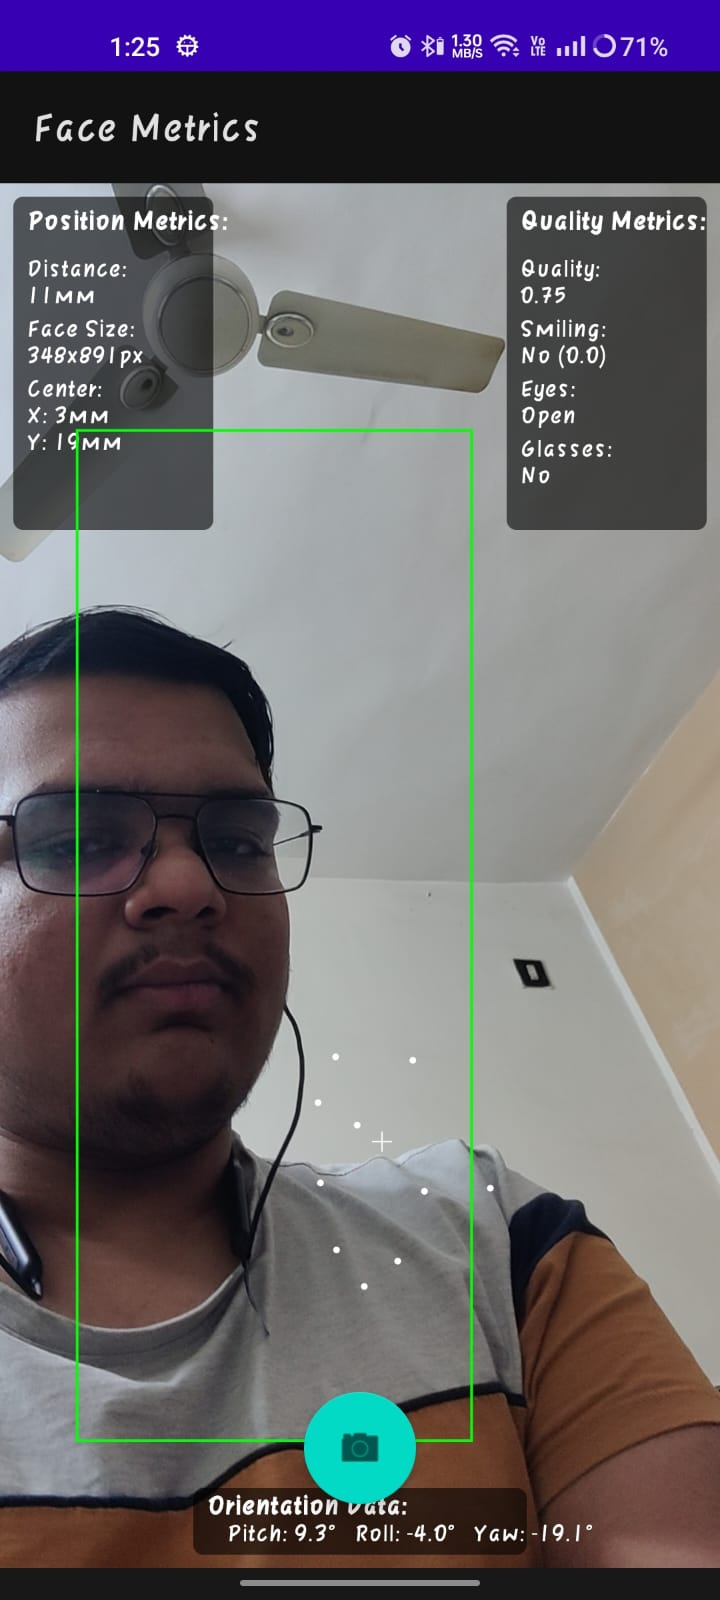 1:25 1.30 MB/S Vo LTE 71%
Face Metrics
Position Metrics:
Distance:
11mm
Face Size:
348x891px
Center:
X: 3mm
Y: 19mm
Quality Metrics:
Quality:
0.75
Smiling:
No (0.0)
Eyes:
Open
Glasses:
No
Orientation Data:
Pitch: 9.3° Roll: -4.0° Yaw: -19.1°